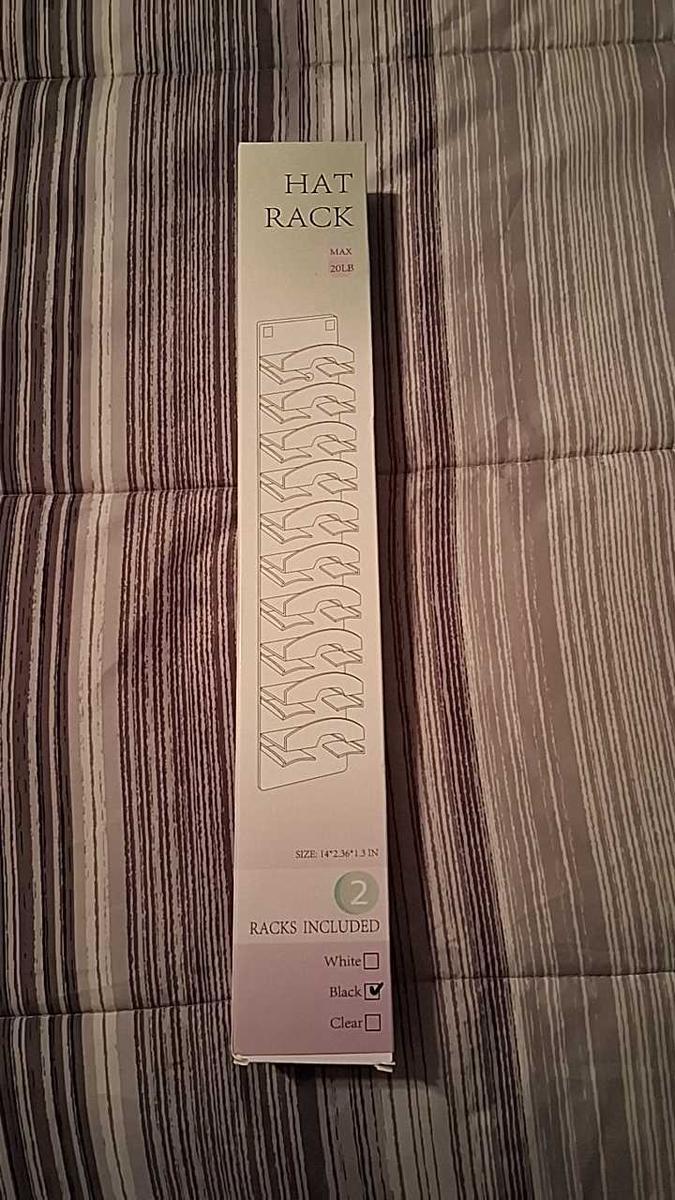 HAT
RACK
MAX
20LB
SIZE: 14*2.36*1.3 IN
2
RACKS INCLUDED
White
Black
Clear